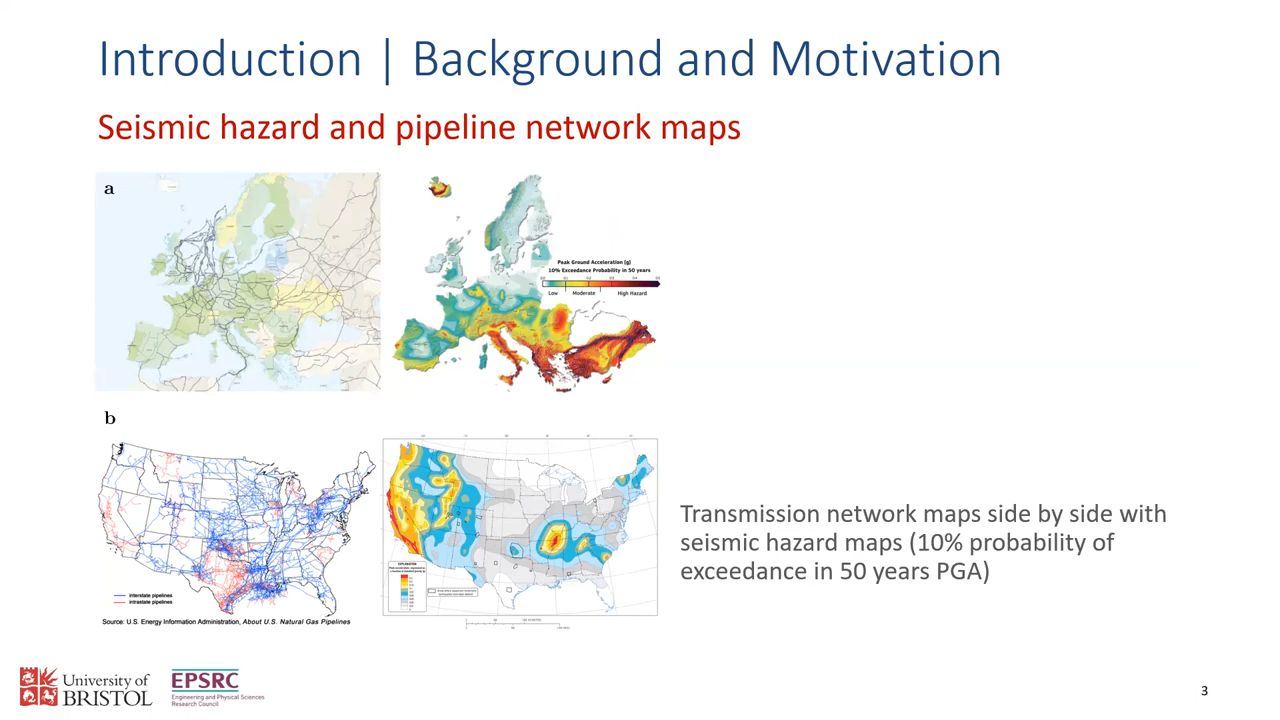 Introduction | Background and Motivation
Seismic hazard and pipeline network maps
a
Peak Ground Acceleration [g]
10% Exceedance Probability in 50 years
Low Moderate High Hazard
b
interstate pipelines
intrastate pipelines
Source: U.S. Energy Information Administration, About U.S. Natural Gas Pipelines
EXPLANATION
Transmission network maps side by side with
seismic hazard maps (10% probability of
exceedance in 50 years PGA)
University of
BRISTOL
EPSRC
Engineering and Physical Sciences
Research Council
3